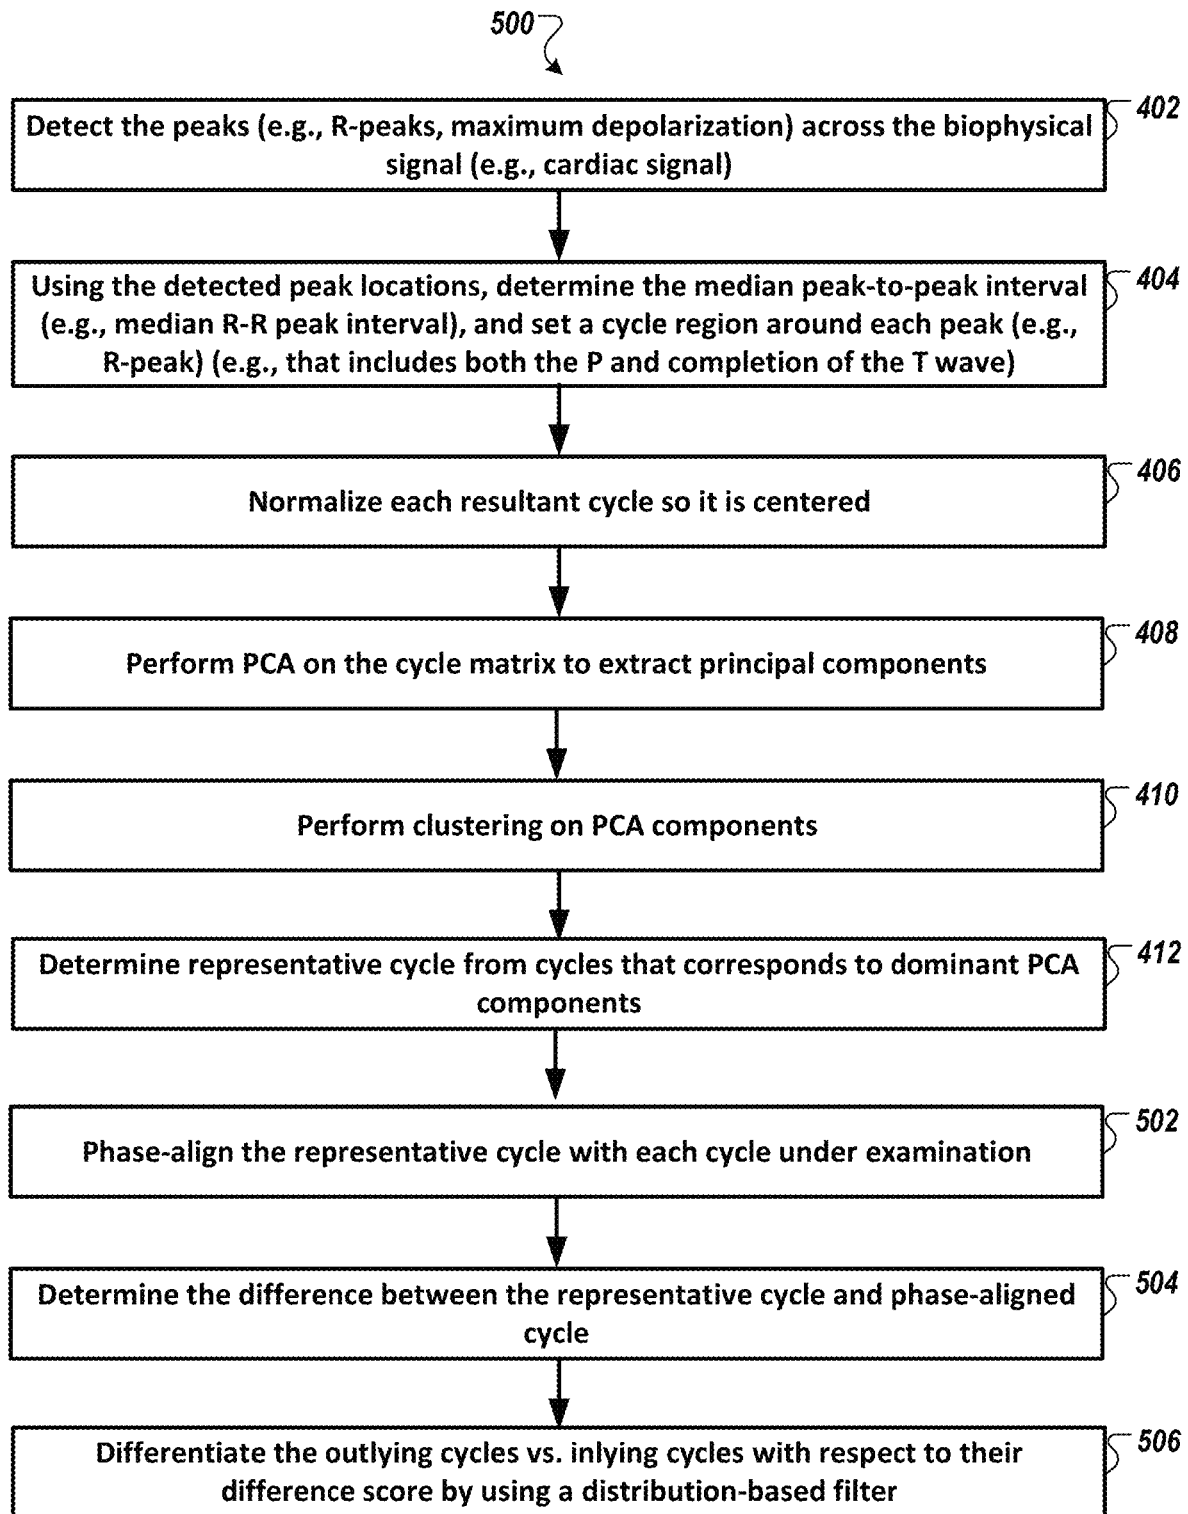 500
402
Detect the peaks (e.g., R-peaks, maximum depolarization) across the biophysical
signal (e.g., cardiac signal)
404
Using the detected peak locations, determine the median peak-to-peak interval
(e.g., median R-R peak interval), and set a cycle region around each peak (e.g.,
R-peak) (e.g., that includes both the P and completion of the T wave)
406
Normalize each resultant cycle so it is centered
408
Perform PCA on the cycle matrix to extract principal components
410
Perform clustering on PCA components
412
Determine representative cycle from cycles that corresponds to dominant PCA
components
502
Phase-align the representative cycle with each cycle under examination
504
Determine the difference between the representative cycle and phase-aligned
cycle
506
Differentiate the outlying cycles vs. inlying cycles with respect to their
difference score by using a distribution-based filter